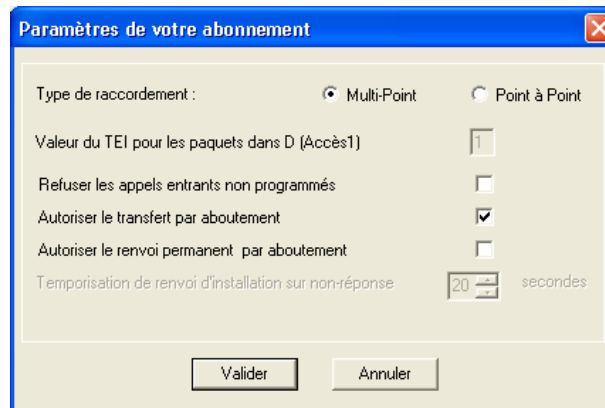 Paramètres de votre abonnement
Type de raccordement : Multi-Point Point à Point
Valeur du TEI pour les paquets dans D (Accès1) 1
Refuser les appels entrants non programmés
Autoriser le transfert par aboutement
Autoriser le renvoi permanent par aboutement
Temporisation de renvoi d'installation sur non-réponse 20 secondes
Valider Annuler